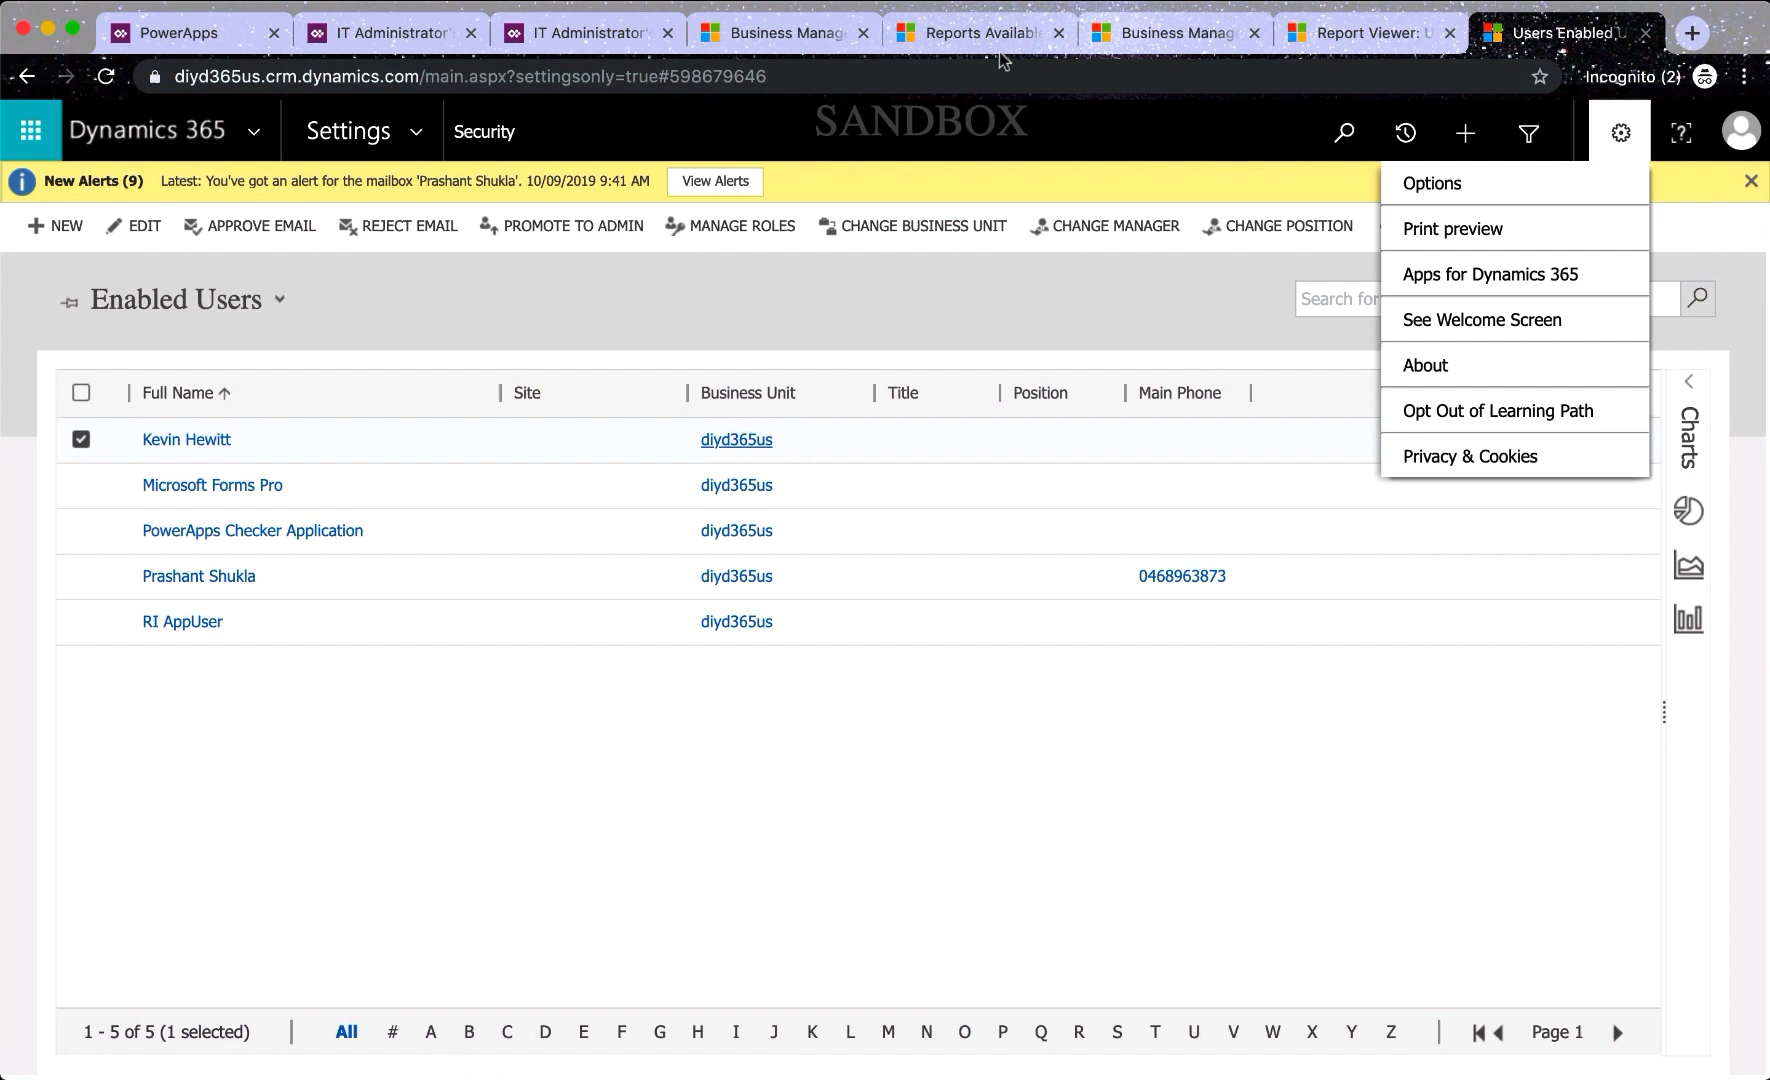 PowerApps
IT Administrator'
IT Administrator'
Business Manag
Reports Availabl
Business Manag
Report Viewer: U
Users Enabled U
diyd365us.crm.dynamics.com/main.aspx?settingsonly=true#598679646
Incognito (2)
Dynamics 365
Settings
Security
SANDBOX
New Alerts (9)
Latest: You've got an alert for the mailbox 'Prashant Shukla'. 10/09/2019 9:41 AM
View Alerts
NEW
EDIT
APPROVE EMAIL
REJECT EMAIL
PROMOTE TO ADMIN
MANAGE ROLES
CHANGE BUSINESS UNIT
CHANGE MANAGER
CHANGE POSITION
Options
Print preview
Apps for Dynamics 365
See Welcome Screen
About
Opt Out of Learning Path
Privacy & Cookies
Enabled Users
Search for
Full Name
Site
Business Unit
Title
Position
Main Phone
Kevin Hewitt diyd365us
Microsoft Forms Pro diyd365us
PowerApps Checker Application diyd365us
Prashant Shukla diyd365us 0468963873
RI AppUser diyd365us
Charts
1 - 5 of 5 (1 selected)
All # A B C D E F G H I J K L M N O P Q R S T U V W X Y Z
Page 1